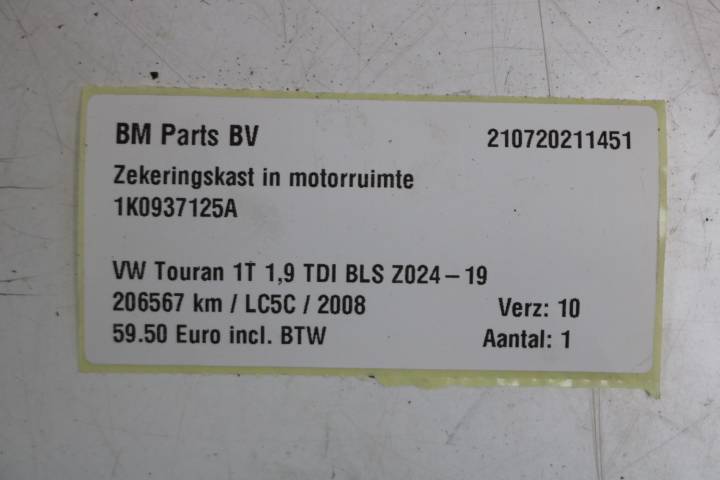 BM Parts BV 210720211451
Zekeringskast in motorruimte
1K0937125A
VW Touran 1T 1,9 TDI BLS Z024-19
206567 km / LC5C / 2008 Verz: 10
59.50 Euro incl. BTW Aantal: 1